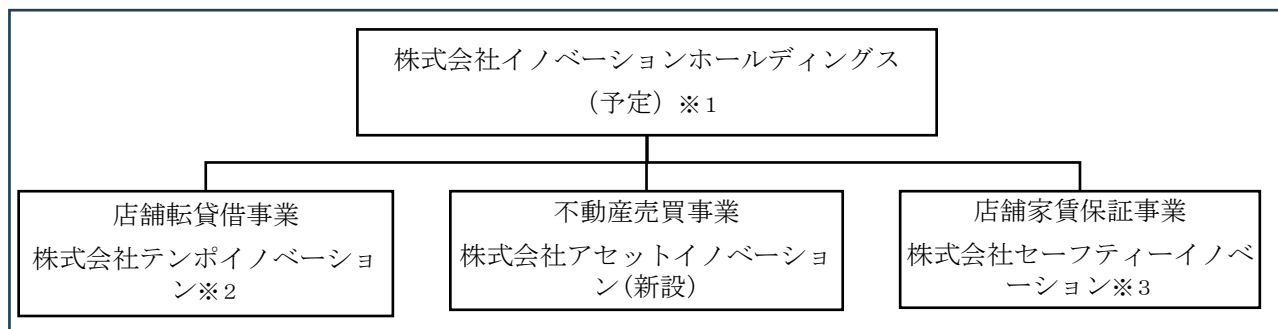 株式会社イノベーションホールディングス
（予定）※１
店舗転貸借事業
株式会社テンポイノベーショ
ン※２
不動産売買事業
株式会社アセットイノベーショ
ン(新設）
店舗家賃保証事業
株式会社セーフティーイノベ
ーション※３